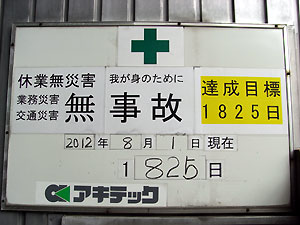 休業無災害
業務災害
交通災害
無事故
我が身のために
達成目標
1825日
2012年 8月 1日 現在
1825日
アキテック